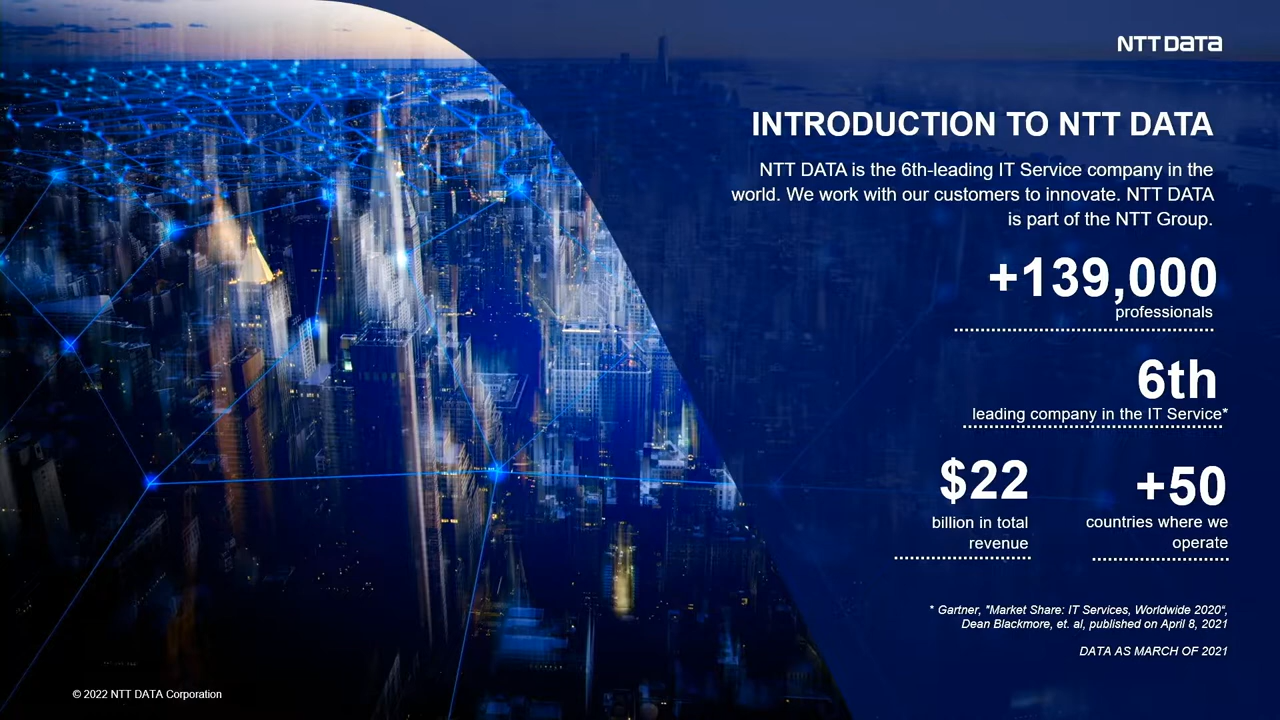 NTT DATA
INTRODUCTION TO NTT DATA
NTT DATA is the 6th-leading IT Service company in the
world. We work with our customers to innovate. NTT DATA
is part of the NTT Group.
+139,000
professionals
6th
leading company in the IT Service*
$22
billion in total
revenue
+50
countries where we
operate
* Gartner, "Market Share: IT Services, Worldwide 2020",
Dean Blackmore, et. al, published on April 8, 2021
DATA AS MARCH OF 2021
© 2022 NTT DATA Corporation